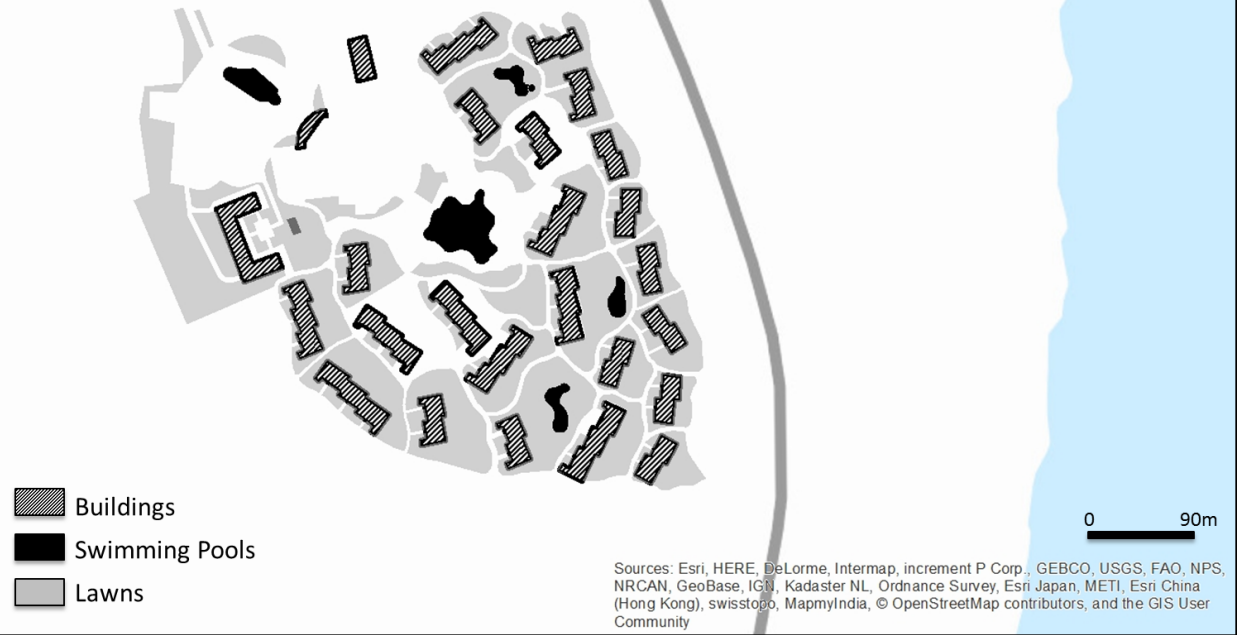 Buildings
Swimming Pools
Lawns
0 90m
Sources: Esri, HERE, DeLorme, Intermap, increment P Corp., GEBCO, USGS, FAO, NPS,
NRCAN, GeoBase, IGN, Kadaster NL, Ordnance Survey, Esri Japan, METI, Esri China
(Hong Kong), swisstopo, MapmyIndia, © OpenStreetMap contributors, and the GIS User
Community